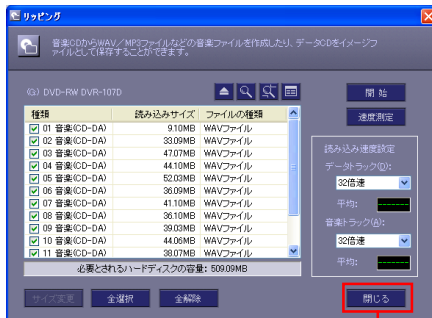 リッピング
音楽CDからWAV／MP3ファイルなどの音楽ファイルを作成したり、データCDをイメージファ
ァイルとして保存することができます。
(G:) DVD-RW DVR-107D
開 始
速度測定
種類 読み込みサイズ ファイルの種類
01 音楽(CD-DA) 9.10MB WAVファイル
02 音楽(CD-DA) 33.09MB WAVファイル
03 音楽(CD-DA) 47.07MB WAVファイル
04 音楽(CD-DA) 44.10MB WAVファイル
05 音楽(CD-DA) 52.03MB WAVファイル
06 音楽(CD-DA) 36.09MB WAVファイル
07 音楽(CD-DA) 41.10MB WAVファイル
08 音楽(CD-DA) 36.10MB WAVファイル
09 音楽(CD-DA) 39.03MB WAVファイル
10 音楽(CD-DA) 44.06MB WAVファイル
11 音楽(CD-DA) 38.07MB WAVファイル
必要とされるハードディスクの容量: 509.09MB
読み込み速度設定
データトラック(D):
32倍速
平均:
音楽トラック(A):
32倍速
平均:
サイズ変更 全選択 全解除 閉じる